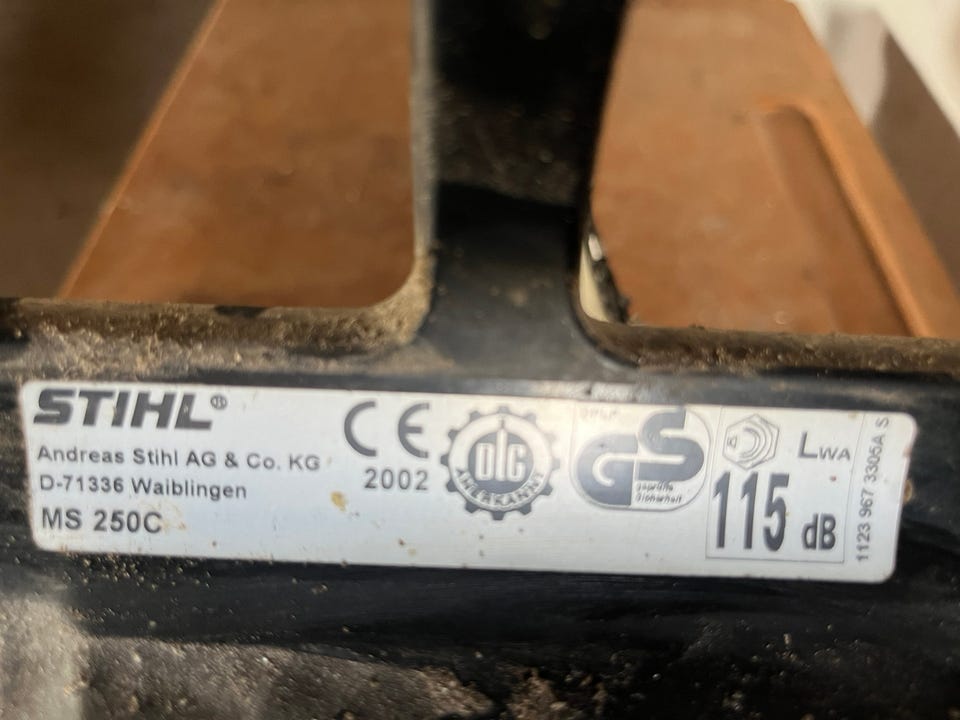 STIHL®
Andreas Stihl AG & Co. KG
D-71336 Waiblingen
MS 250C
CE
2002
DLG
ANERKANNT
DPLF
GS
geprüfte
Sicherheit
LWA
115 dB
1123 967 3305A S